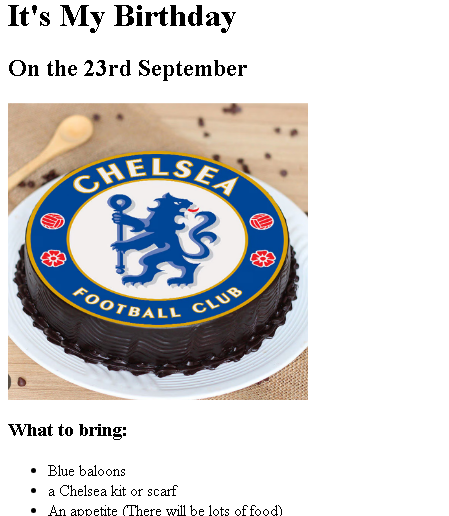 It's My Birthday
On the 23rd September
CHELSEA
FOOTBALL CLUB
What to bring:
Blue baloons
a Chelsea kit or scarf
An appetite (There will be lots of food)